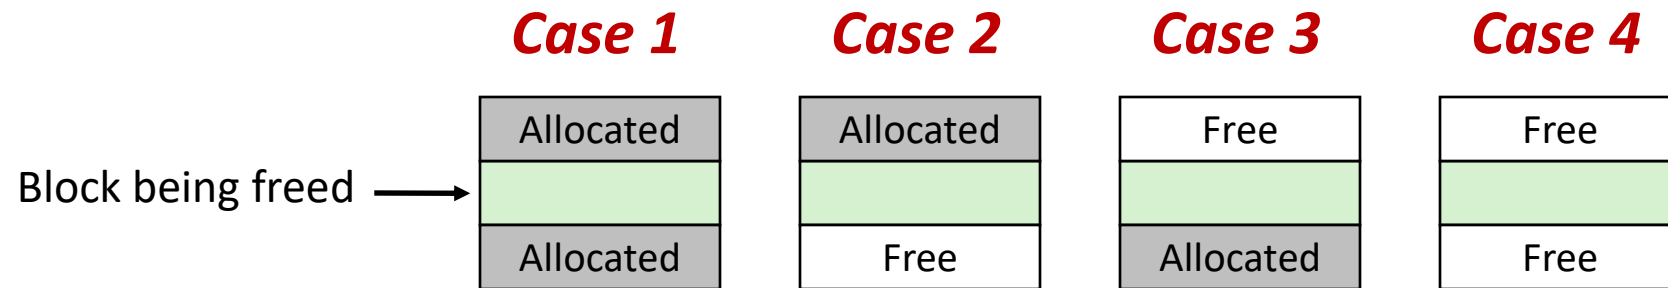 Case 1 Case 2 Case 3 Case 4
Allocated Allocated Free Free
Block being freed
Allocated Free Allocated Free